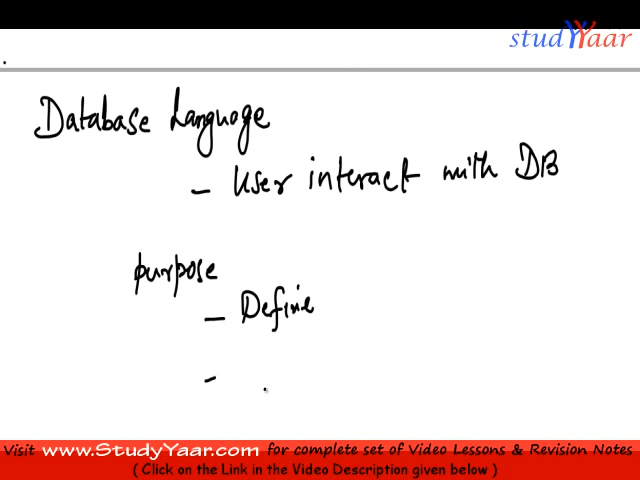 studYYaar
Database Language
- User interact with DB
purpose
- Define
-
Visit www.StudyYaar.com for complete set of Video Lessons & Revision Notes
( Click on the Link in the Video Description given below )